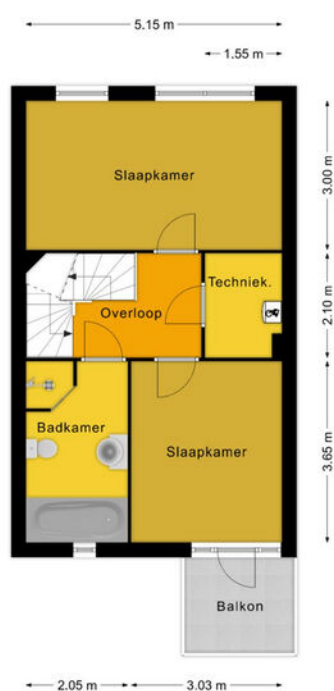 5.15 m
1.55 m
Slaapkamer
3.00 m
Techniek.
Overloop
2.10 m
Badkamer
Slaapkamer
3.65 m
Balkon
2.05 m
3.03 m